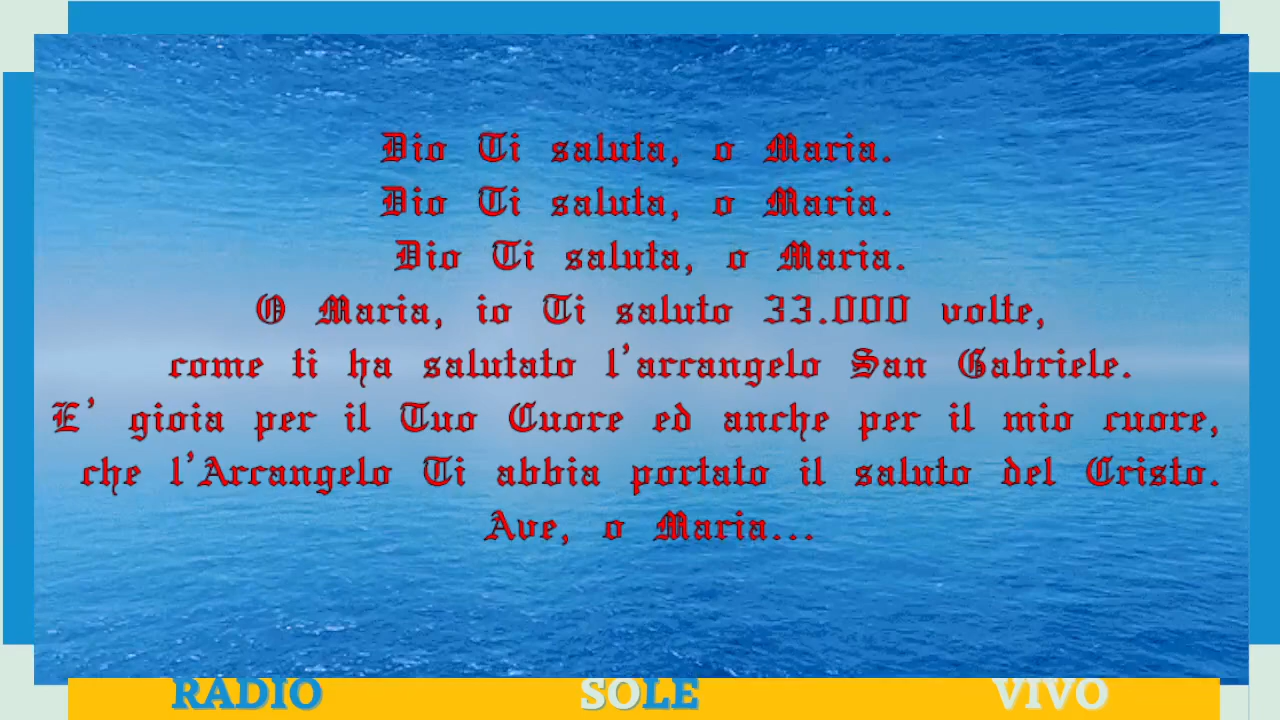 Dio Ti saluta, o Maria.
Dio Ti saluta, o Maria.
Dio Ti saluta, o Maria.
O Maria, io Ti saluto 33.000 volte,
come ti ha salutato l'arcangelo San Gabriele.
E' gioia per il Tuo Cuore ed anche per il mio cuore,
che l'Arcangelo Ti abbia portato il saluto del Cristo.
Ave, o Maria...
RADIO SOLE VIVO